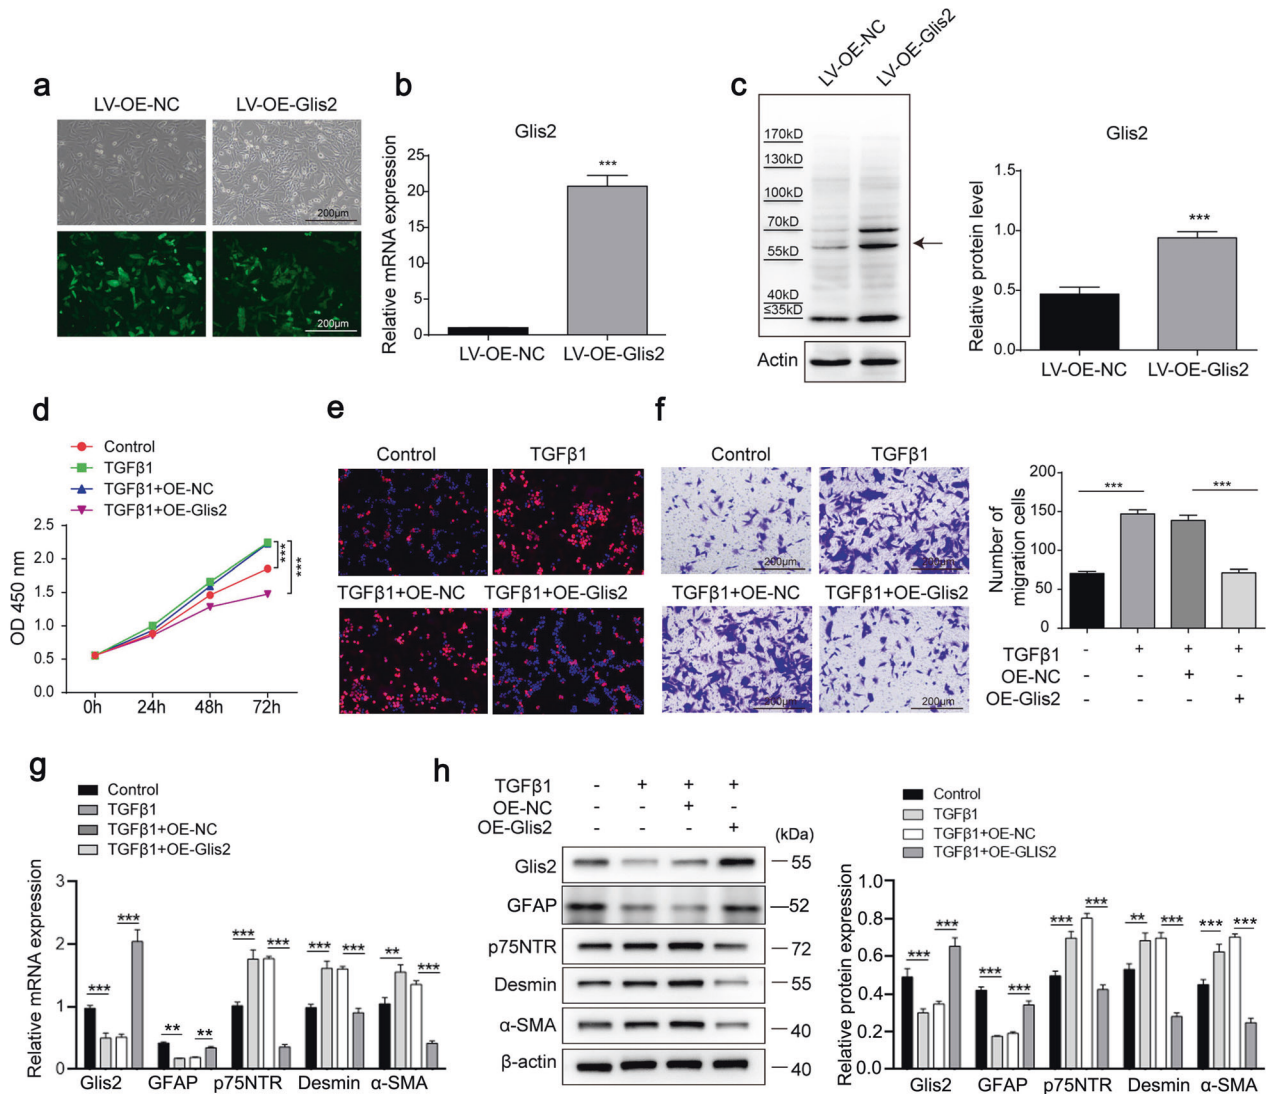 a
LV-OE-NC
LV-OE-Glis2
200μm
200μm
b
Glis2
***
Relative mRNA expression
25
20
15
10
5
0
LV-OE-NC
LV-OE-Glis2
c
LV-OE-NC
LV-OE-Glis2
170kD
130kD
100kD
70kD
55kD
40kD
≤35kD
Actin
Glis2
***
Relative protein level
1.5
1.0
0.5
0.0
LV-OE-NC
LV-OE-Glis2
d
Control
TGFβ1
TGFβ1+OE-NC
TGFβ1+OE-Glis2
OD 450 nm
2.5
2.0
1.5
1.0
0.5
0.0
***
***
0h
24h
48h
72h
e
Control
TGFβ1
TGFβ1+OE-NC
TGFβ1+OE-Glis2
f
Control
TGFβ1
200μm
200μm
TGFβ1+OE-NC
TGFβ1+OE-Glis2
200μm
200μm
Number of
migration cells
200
150
100
50
0
***
***
TGFβ1 - + + +
OE-NC - - + -
OE-Glis2 - - - +
g
Control
TGFβ1
TGFβ1+OE-NC
TGFβ1+OE-Glis2
Relative mRNA expression
3
2
1
0
*** *** ** ** *** *** *** *** ** ***
Glis2 GFAP p75NTR Desmin α-SMA
h
TGFβ1 - + + +
OE-NC - - + -
OE-Glis2 - - - +
(kDa)
Glis2 55
GFAP 52
p75NTR 72
Desmin 55
α-SMA 40
β-actin 40
Control
TGFβ1
TGFβ1+OE-NC
TGFβ1+OE-GLIS2
Relative protein expression
1.0
0.8
0.6
0.4
0.2
0.0
*** *** *** *** *** *** ** *** *** ***
Glis2 GFAP p75NTR Desmin α-SMA